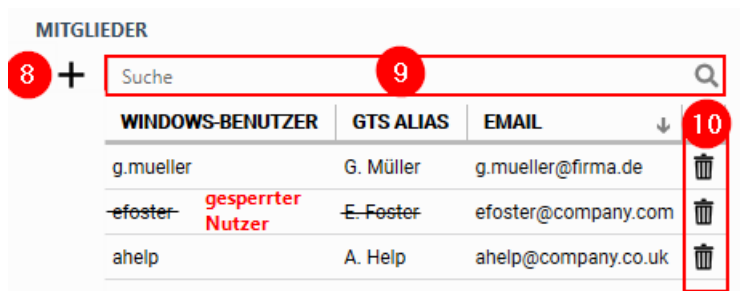 MITGLIEDER
8 + Suche 9
WINDOWS-BENUTZER GTS ALIAS EMAIL ↓ 10
g.mueller G. Müller g.mueller@firma.de
efoster gesperrter Nutzer E. Foster efoster@company.com
ahelp A. Help ahelp@company.co.uk